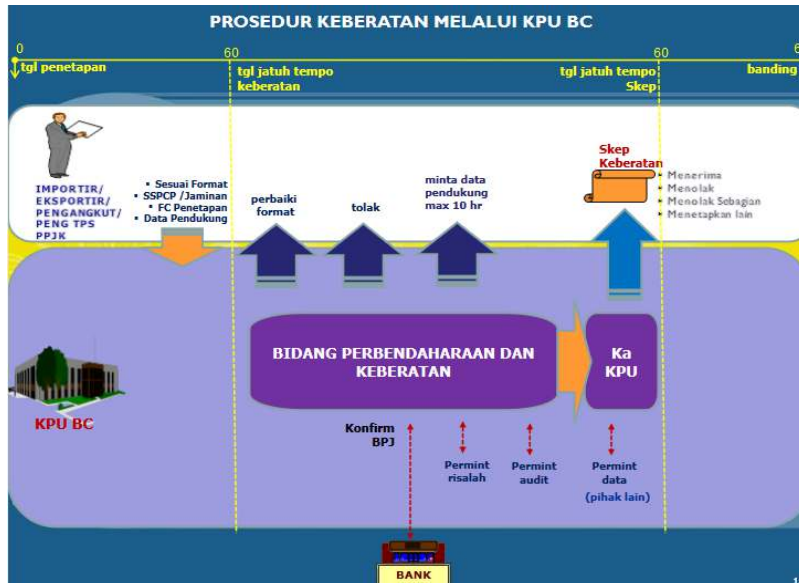 PROSEDUR KEBERATAN MELALUI KPU BC
0
60
60
6
tgl penetapan
tgl jatuh tempo
keberatan
tgl jatuh tempo
Skep
banding
IMPORTIR/
EKSPORTIR/
PENGANGKUT/
PENG TPS
PPJK
▪ Sesuai Format
▪ SSPCP /Jaminan
▪ FC Penetapan
▪ Data Pendukung
perbaiki
format
tolak
minta data
pendukung
max 10 hr
Skep
Keberatan
Menerima
Menolak
Menolak Sebagian
Menetapkan lain
BIDANG PERBENDAHARAAN DAN
KEBERATAN
Ka
KPU
KPU BC
Konfirm
BPJ
Permint
risalah
Permint
audit
Permint
data
(pihak lain)
BANK
1